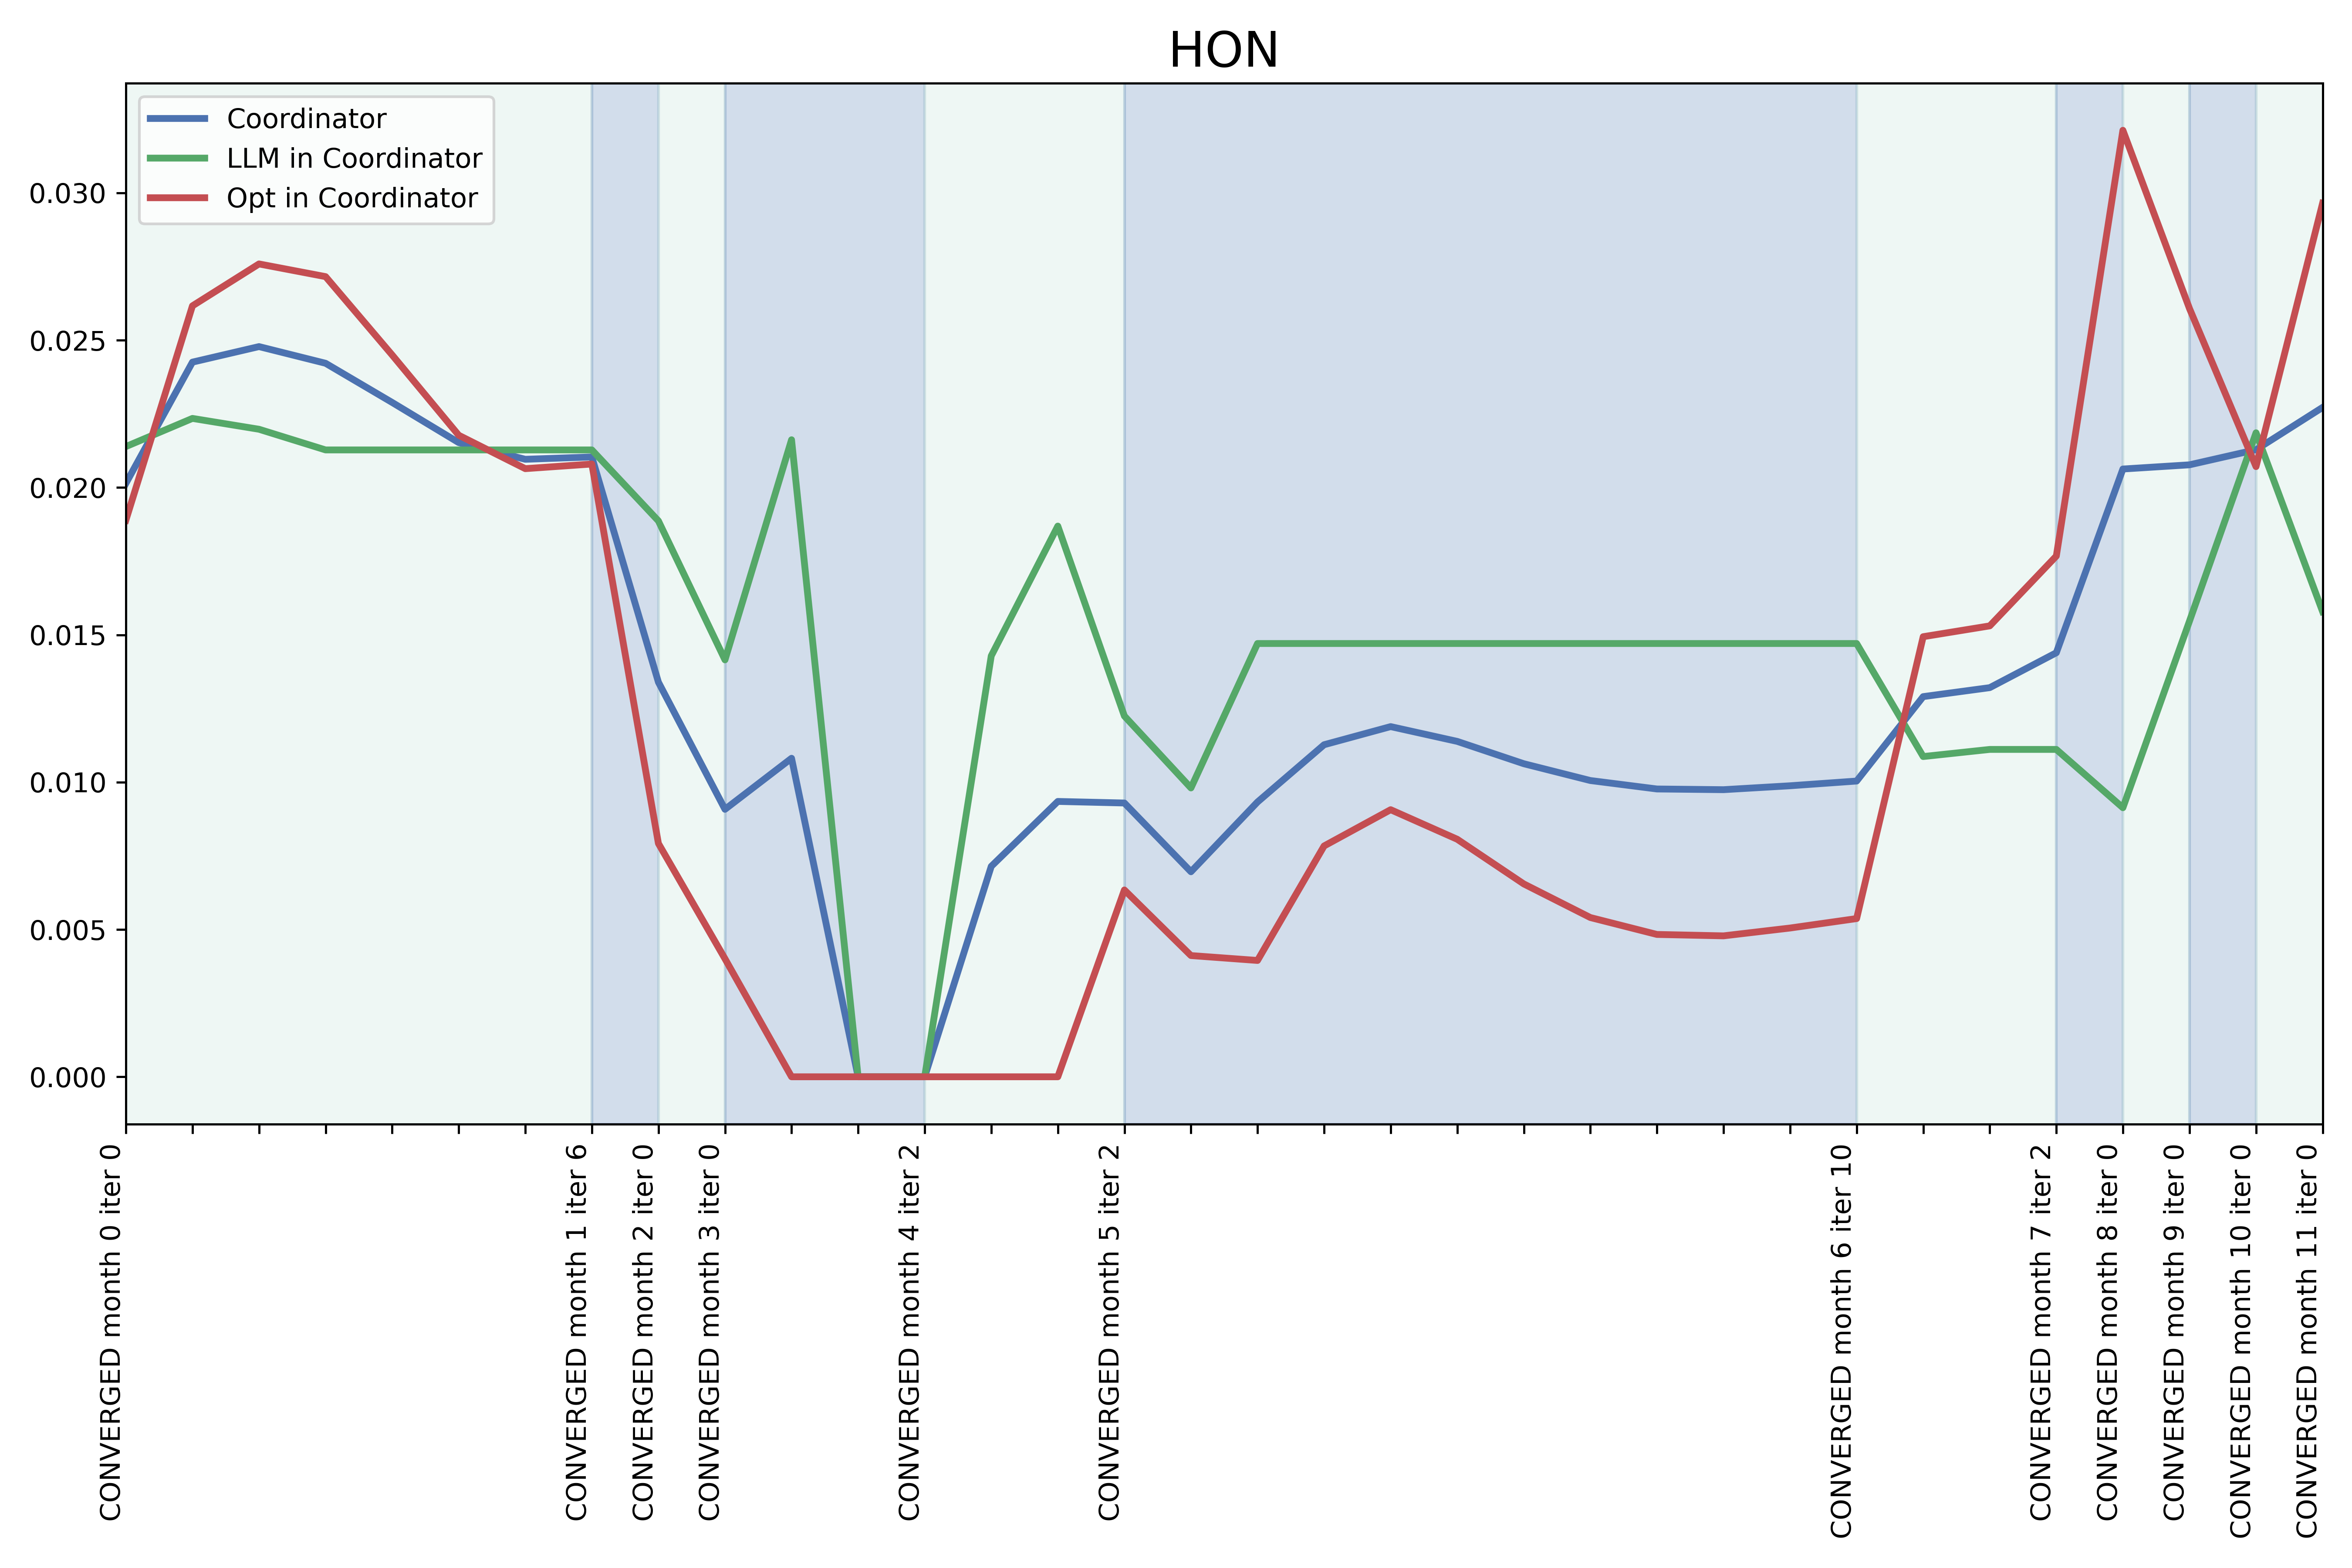 HON
Coordinator
LLM in Coordinator
Opt in Coordinator
0.030
0.025
0.020
0.015
0.010
0.005
0.000
CONVERGED month 0 iter 0
CONVERGED month 1 iter 6
CONVERGED month 2 iter 0
CONVERGED month 3 iter 0
CONVERGED month 4 iter 2
CONVERGED month 5 iter 2
CONVERGED month 6 iter 10
CONVERGED month 7 iter 2
CONVERGED month 8 iter 0
CONVERGED month 9 iter 0
CONVERGED month 10 iter 0
CONVERGED month 11 iter 0